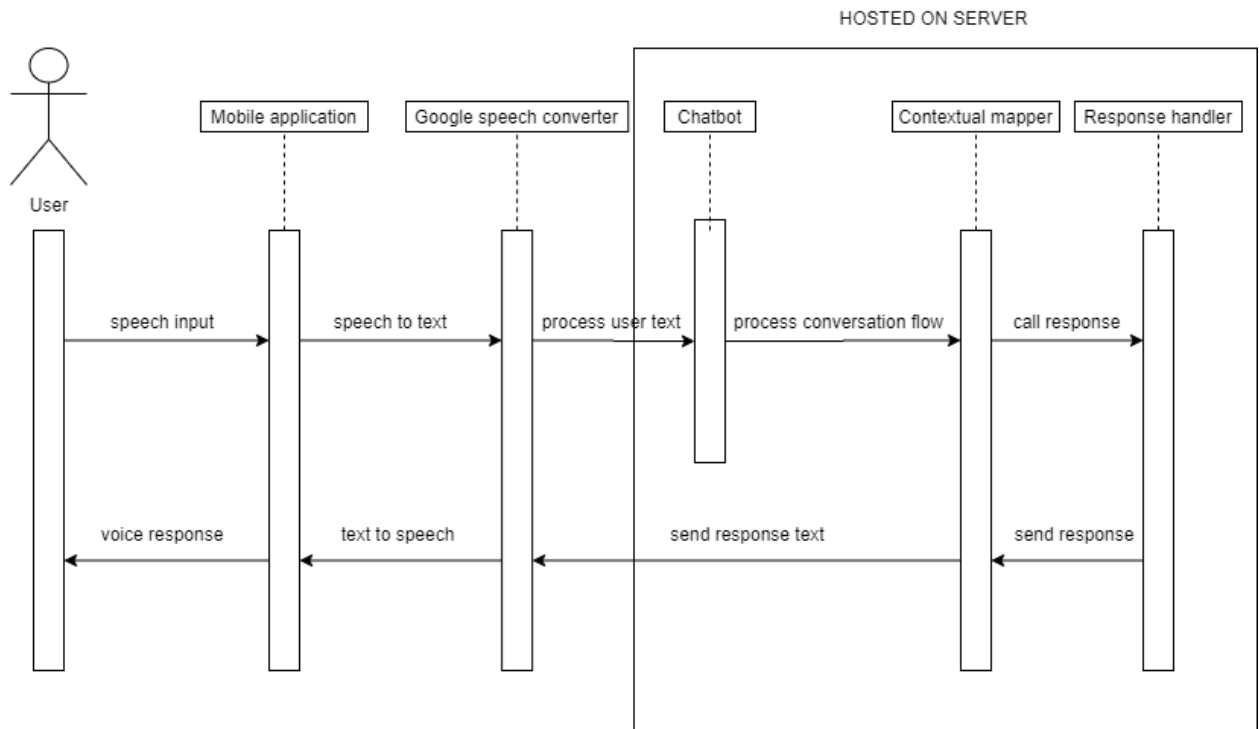 HOSTED ON SERVER
Mobile application
Google speech converter
Chatbot
Contextual mapper
Response handler
User
speech input
speech to text
process user text
process conversation flow
call response
voice response
text to speech
send response text
send response